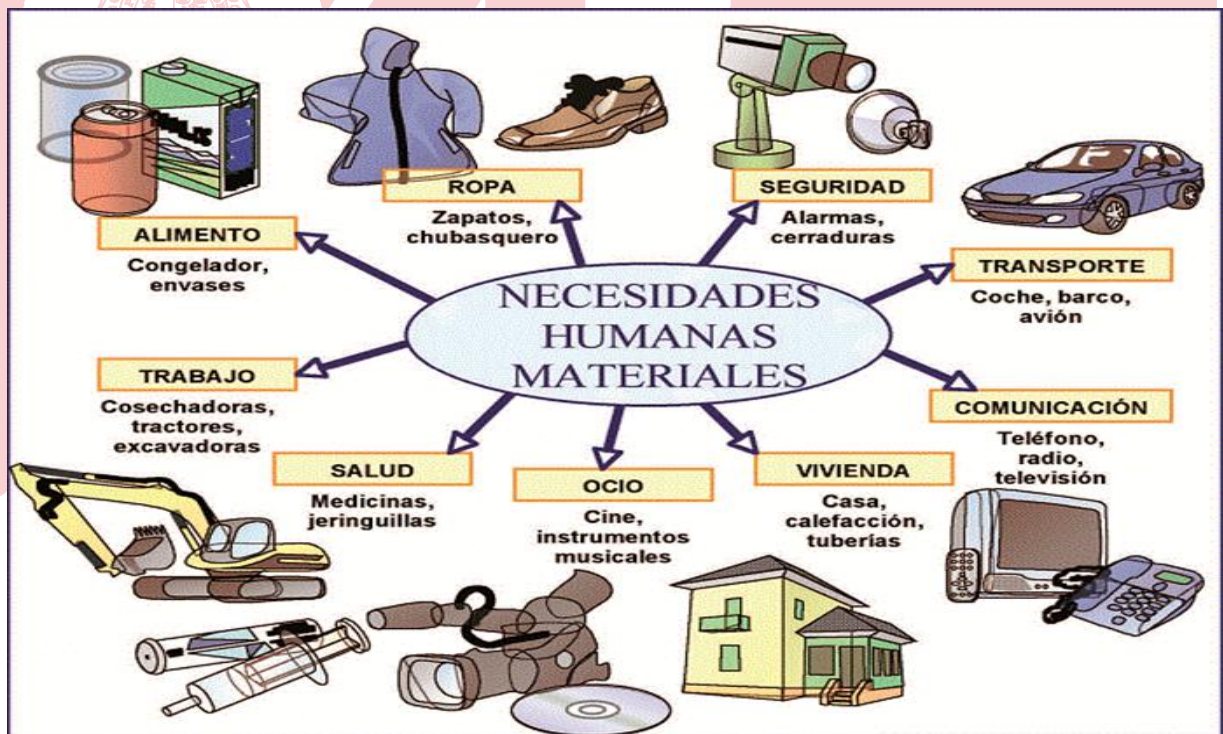 ROPA
Zapatos,
chubasquero
SEGURIDAD
Alarmas,
cerraduras
ALIMENTO
Congelador,
envases
TRANSPORTE
Coche, barco,
avión
NECESIDADES
HUMANAS
MATERIALES
TRABAJO
Cosechadoras,
tractores,
excavadoras
COMUNICACIÓN
Teléfono,
radio,
televisión
SALUD
Medicinas,
jeringuillas
OCIO
Cine,
instrumentos
musicales
VIVIENDA
Casa,
calefacción,
tuberías